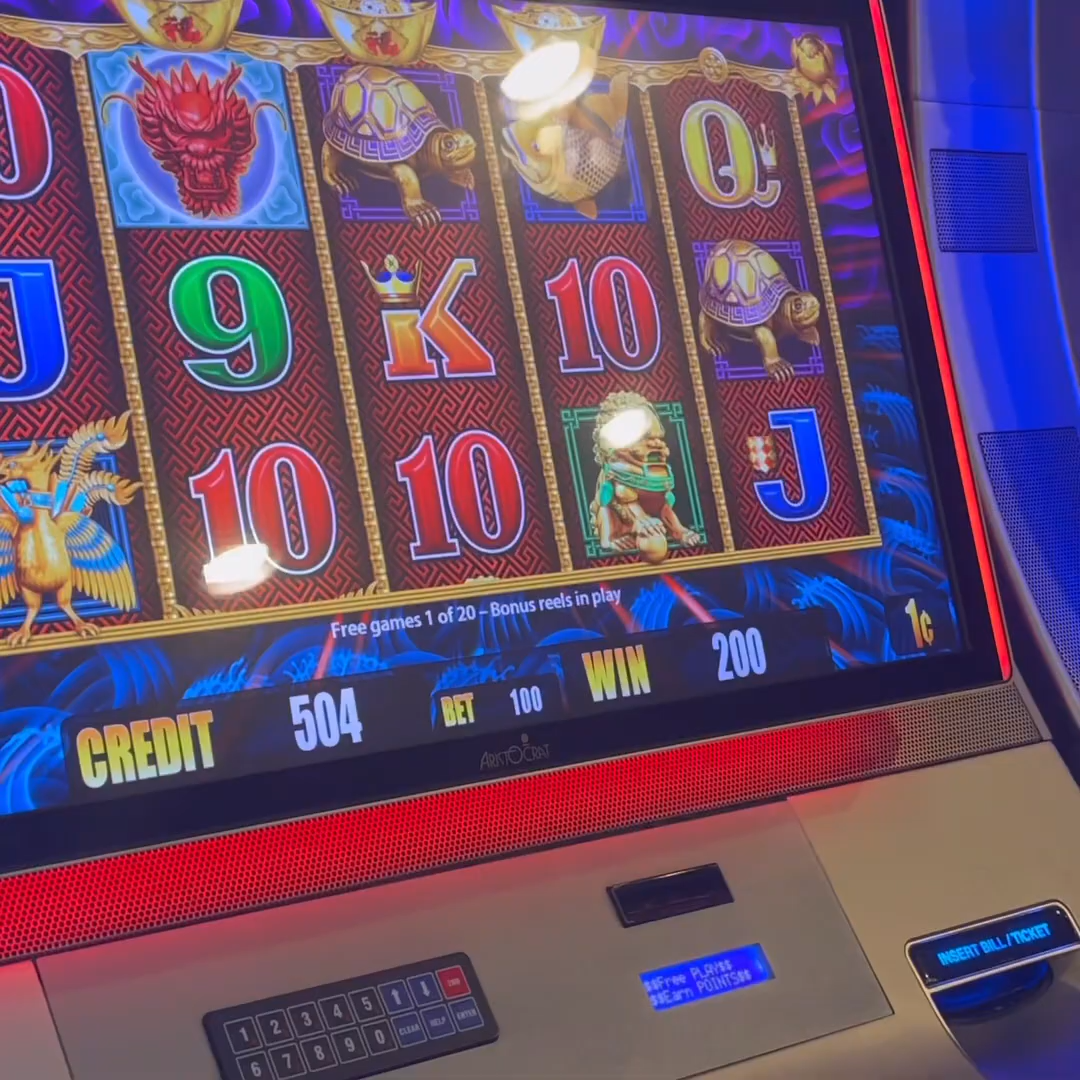 0 Q
J 9 K 10
10 10 J
Free games 1 of 20 – Bonus reels in play
CREDIT 504 BET 100 WIN 200 1¢
ARISTOCRAT
INSERT BILL/TICKET
$$Free PLAY$$
$$Earn POINTS$$
1 2 3 4 5 END
6 7 8 9 0 CLEAR HELP ENTER